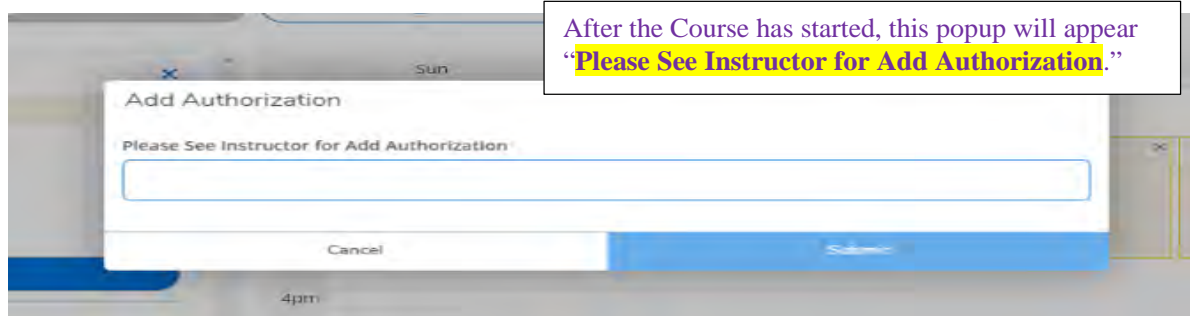 After the Course has started, this popup will appear
“Please See Instructor for Add Authorization.”
Sun
Add Authorization
Please See Instructor for Add Authorization
Cancel
Submit
4pm